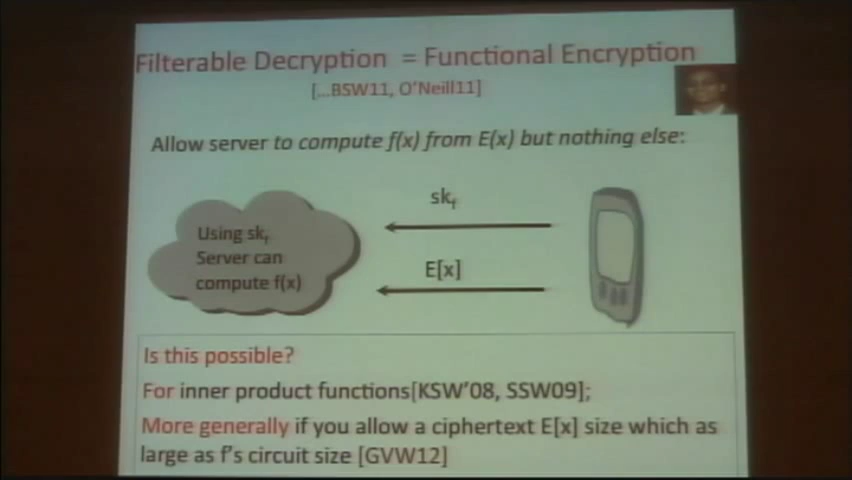 Filterable Decryption = Functional Encryption
[...BSW11, O'Neill11]
Allow server to compute f(x) from E(x) but nothing else:
skf
Using skf
Server can
compute f(x)
E[x]
Is this possible?
For inner product functions[KSW'08, SSW09];
More generally if you allow a ciphertext E[x] size which as
large as f's circuit size [GVW12]